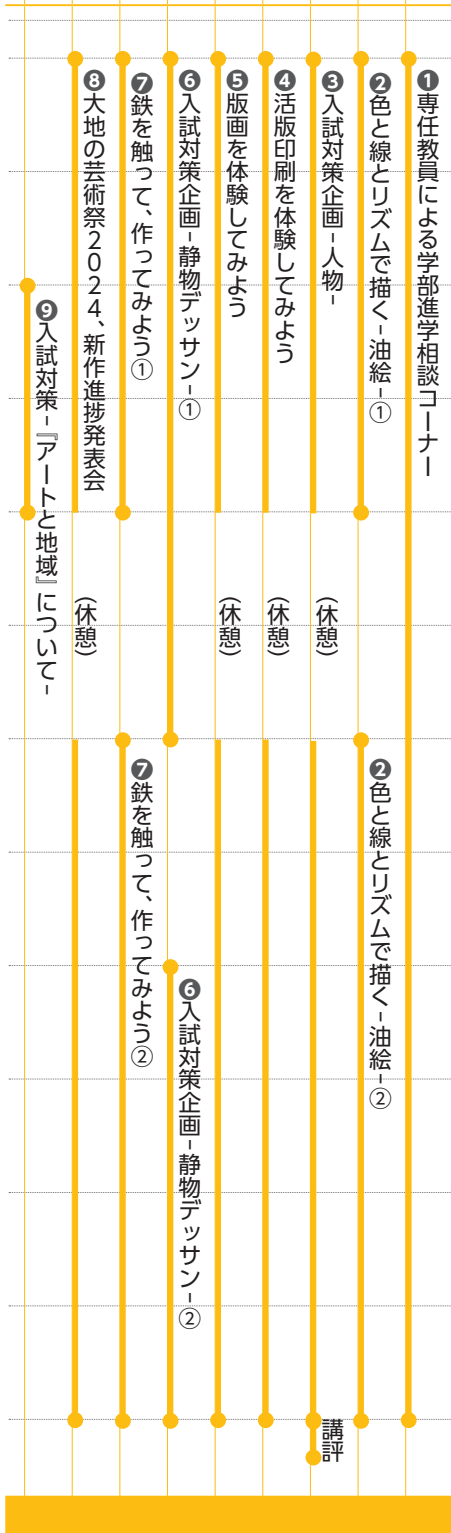 ❶専任教員による学部進学相談コーナー
❷色と線とリズムで描く-油絵-①
❷色と線とリズムで描く-油絵-②
❸入試対策企画-人物-
（休憩）
講評
❹活版印刷を体験してみよう
（休憩）
❺版画を体験してみよう
（休憩）
❻入試対策企画-静物デッサン-①
❻入試対策企画-静物デッサン-②
❼鉄を触って、作ってみよう①
❼鉄を触って、作ってみよう②
❽大地の芸術祭2024、新作進捗発表会
（休憩）
❾入試対策-『アートと地域』について-